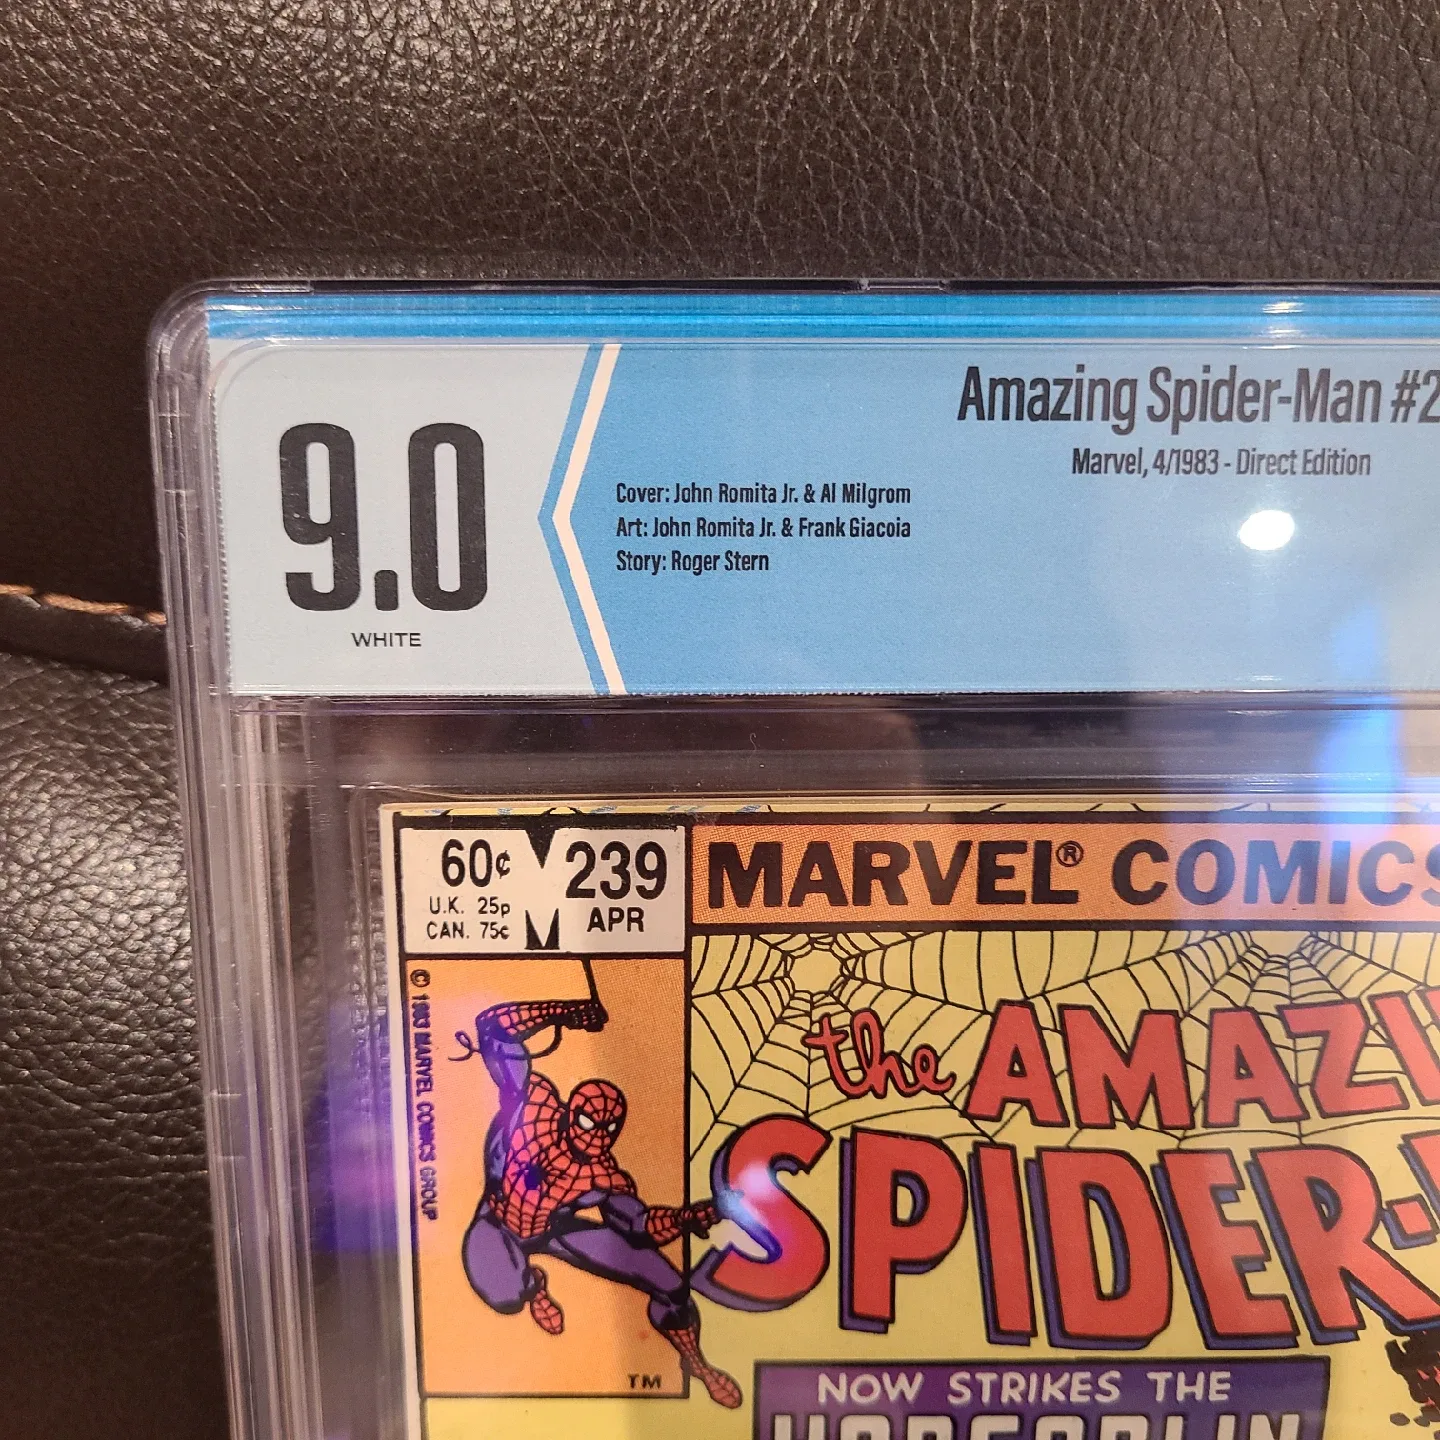 Amazing Spider-Man #2
Marvel, 4/1983 - Direct Edition
9.0
WHITE
Cover: John Romita Jr. & Al Milgrom
Art: John Romita Jr. & Frank Giacoia
Story: Roger Stern
60¢
U.K. 25p
CAN. 75¢
M
239
APR
MARVEL® COMICS
© 1983 MARVEL COMICS GROUP
TM
the AMAZI
SPIDER-
NOW STRIKES THE
HOBGOBLIN